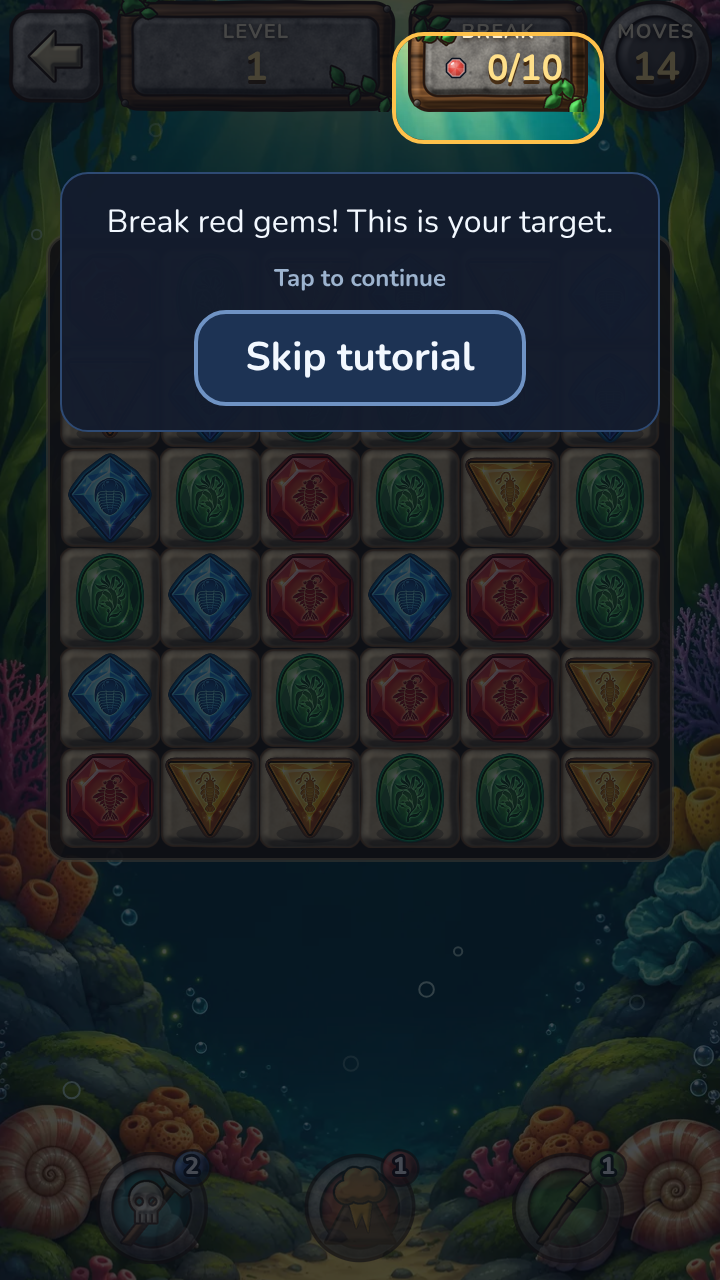 LEVEL
1
BREAK
0/10
MOVES
14
Break red gems! This is your target.
Tap to continue
Skip tutorial
2
1
1